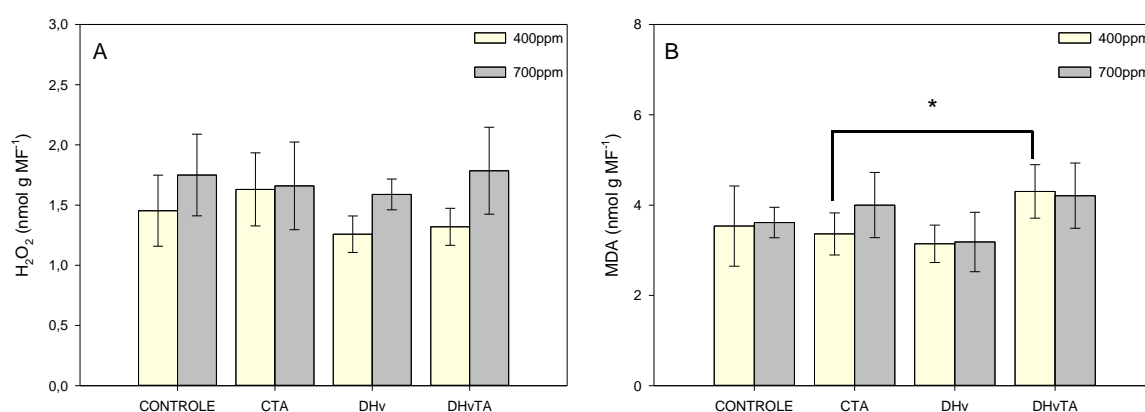 A
400ppm
700ppm
H₂O₂ (nmol g MF⁻¹)
3,0
2,5
2,0
1,5
1,0
0,5
0,0
CONTROLE CTA DHv DHvTA
B
400ppm
700ppm
*
MDA (nmol g MF⁻¹)
8
6
4
2
0
CONTROLE CTA DHv DHvTA